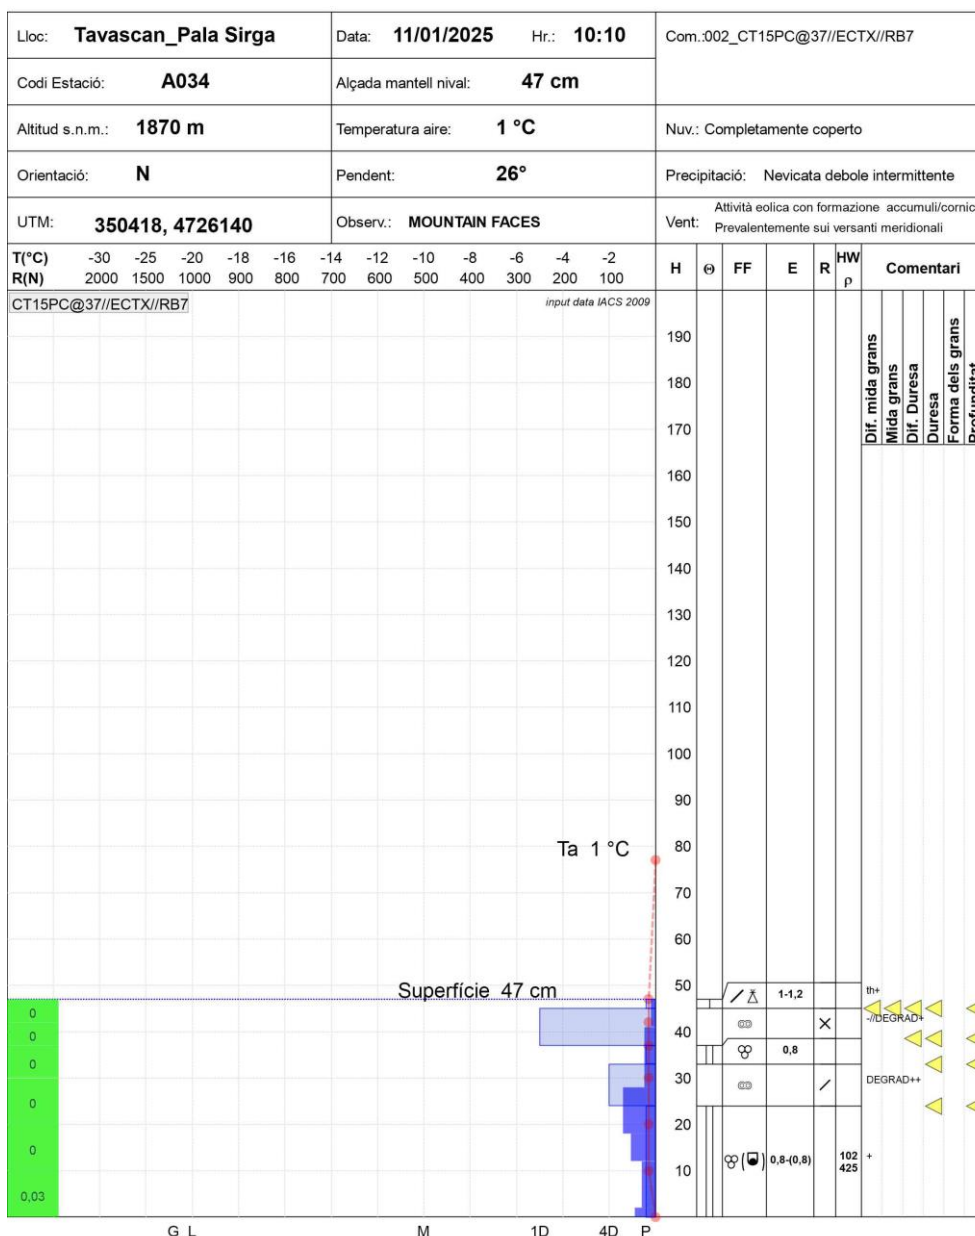 Lloc: Tavascan_Pala Sirga Data: 11/01/2025 Hr.: 10:10 Com.:002_CT15PC@37//ECTX//RB7
Codi Estació: A034 Alçada mantell nival: 47 cm
Altitud s.n.m.: 1870 m Temperatura aire: 1 °C Nuv.: Completamente coperto
Orientació: N Pendent: 26° Precipitació: Nevicata debole intermittente
UTM: 350418, 4726140 Observ.: MOUNTAIN FACES Vent: Attività eolica con formazione accumuli/cornic
Prevalentemente sui versanti meridionali
T(°C) -30 -25 -20 -18 -16 -14 -12 -10 -8 -6 -4 -2
R(N) 2000 1500 1000 900 800 700 600 500 400 300 200 100
H Θ FF E R HW ρ Comentari
CT15PC@37//ECTX//RB7 input data IACS 2009
Dif. mida grans
Mida grans
Dif. Duresa
Duresa
Forma dels grans
Profunditat
190
180
170
160
150
140
130
120
110
100
90
Ta 1 °C 80
70
60
Superfície 47 cm 50 1-1,2 th+
0 -//DEGRAD+
0 40
0 0,8
30 DEGRAD++
0 20
0 10 0,8-(0,8) 102 +
425
0,03
G L M 1D 4D P